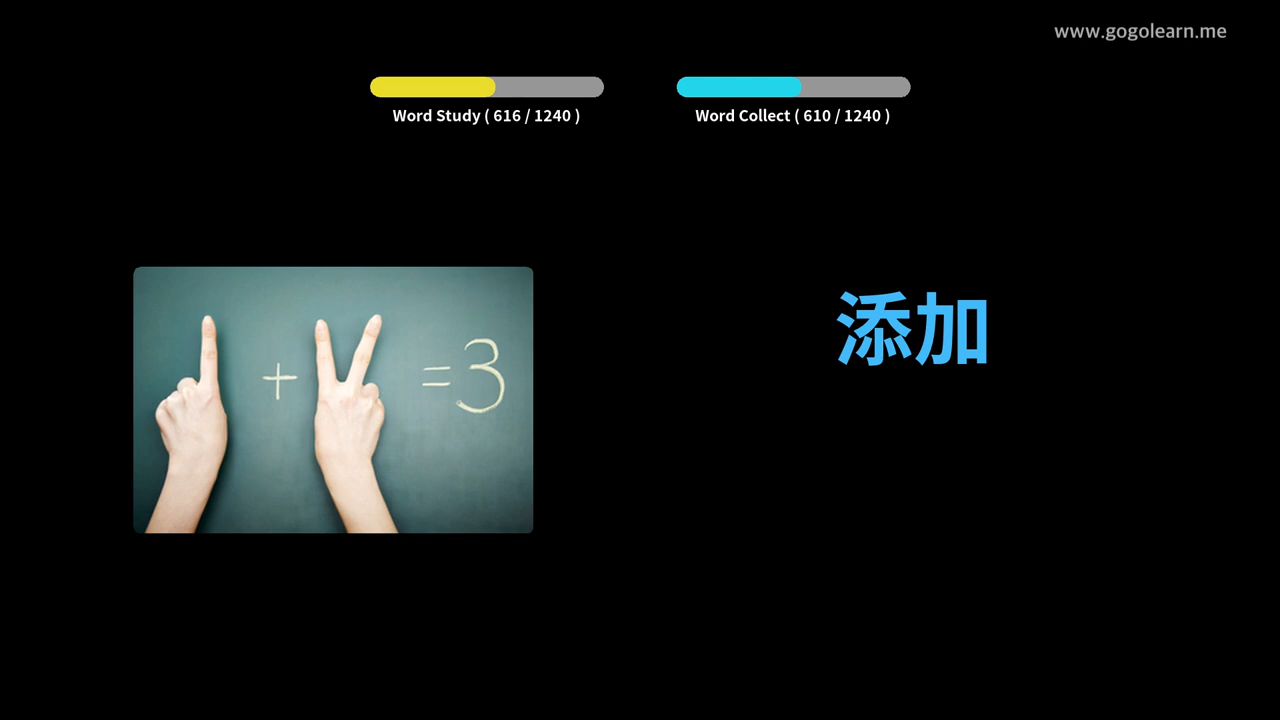 www.gogolearn.me
Word Study ( 616 / 1240 )
Word Collect ( 610 / 1240 )
+ =3
添加